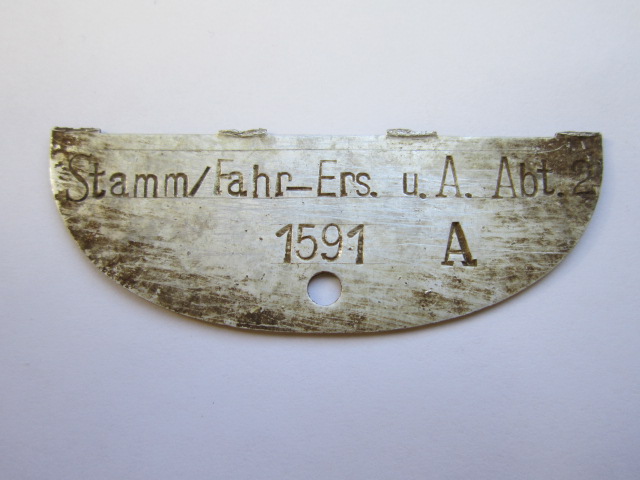 Stamm/Fahr-Ers. u. A. Abt. 2
1591 A